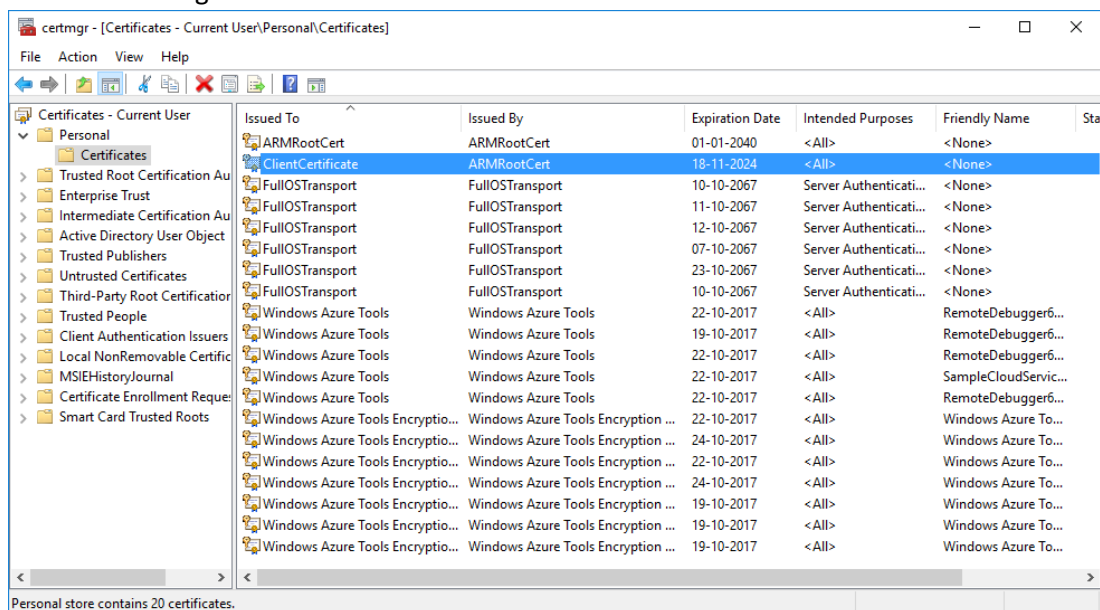 certmgr - [Certificates - Current User\Personal\Certificates]
File Action View Help
Certificates - Current User
Personal
Certificates
Trusted Root Certification Au
Enterprise Trust
Intermediate Certification Au
Active Directory User Object
Trusted Publishers
Untrusted Certificates
Third-Party Root Certification
Trusted People
Client Authentication Issuers
Local NonRemovable Certific
MSIEHistoryJournal
Certificate Enrollment Reques
Smart Card Trusted Roots
Issued To Issued By Expiration Date Intended Purposes Friendly Name Sta
ARMRootCert ARMRootCert 01-01-2040 <All> <None>
ClientCertificate ARMRootCert 18-11-2024 <All> <None>
FullOSTransport FullOSTransport 10-10-2067 Server Authenticati... <None>
FullOSTransport FullOSTransport 11-10-2067 Server Authenticati... <None>
FullOSTransport FullOSTransport 12-10-2067 Server Authenticati... <None>
FullOSTransport FullOSTransport 07-10-2067 Server Authenticati... <None>
FullOSTransport FullOSTransport 23-10-2067 Server Authenticati... <None>
FullOSTransport FullOSTransport 10-10-2067 Server Authenticati... <None>
Windows Azure Tools Windows Azure Tools 22-10-2017 <All> RemoteDebugger6...
Windows Azure Tools Windows Azure Tools 19-10-2017 <All> RemoteDebugger6...
Windows Azure Tools Windows Azure Tools 22-10-2017 <All> RemoteDebugger6...
Windows Azure Tools Windows Azure Tools 22-10-2017 <All> SampleCloudServic...
Windows Azure Tools Windows Azure Tools 22-10-2017 <All> RemoteDebugger6...
Windows Azure Tools Encryptio... Windows Azure Tools Encryption ... 22-10-2017 <All> Windows Azure To...
Windows Azure Tools Encryptio... Windows Azure Tools Encryption ... 24-10-2017 <All> Windows Azure To...
Windows Azure Tools Encryptio... Windows Azure Tools Encryption ... 22-10-2017 <All> Windows Azure To...
Windows Azure Tools Encryptio... Windows Azure Tools Encryption ... 24-10-2017 <All> Windows Azure To...
Windows Azure Tools Encryptio... Windows Azure Tools Encryption ... 19-10-2017 <All> Windows Azure To...
Windows Azure Tools Encryptio... Windows Azure Tools Encryption ... 19-10-2017 <All> Windows Azure To...
Windows Azure Tools Encryptio... Windows Azure Tools Encryption ... 19-10-2017 <All> Windows Azure To...
Personal store contains 20 certificates.